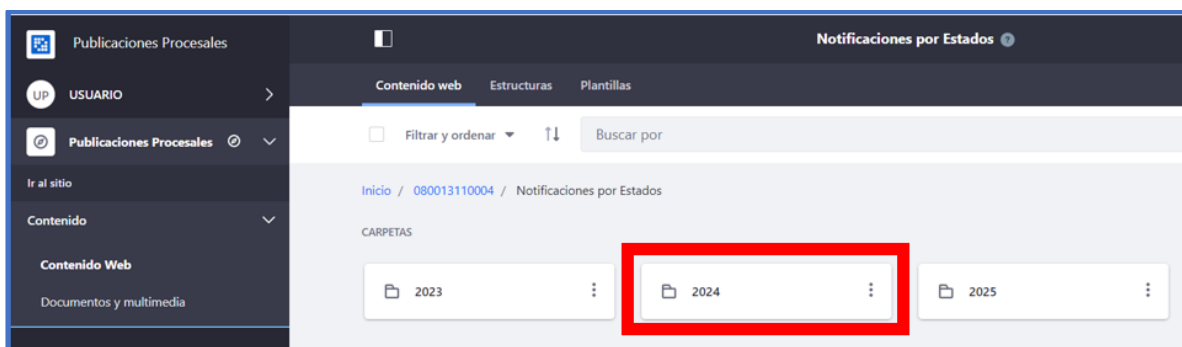 Publicaciones Procesales
Notificaciones por Estados ?
UP USUARIO
Contenido web Estructuras Plantillas
Publicaciones Procesales
Filtrar y ordenar Buscar por
Ir al sitio
Inicio / 080013110004 / Notificaciones por Estados
Contenido
CARPETAS
Contenido Web
2023 2024 2025
Documentos y multimedia